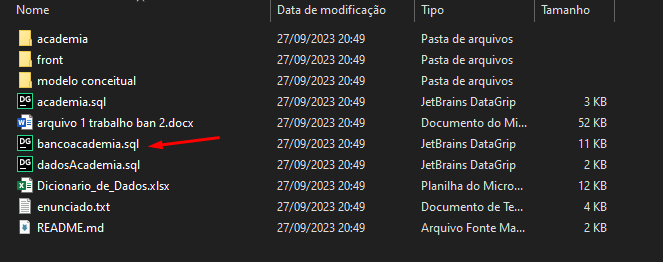 Nome Data de modificação Tipo Tamanho
academia 27/09/2023 20:49 Pasta de arquivos
front 27/09/2023 20:49 Pasta de arquivos
modelo conceitual 27/09/2023 20:49 Pasta de arquivos
DG academia.sql 27/09/2023 20:49 JetBrains DataGrip 3 KB
arquivo 1 trabalho ban 2.docx 27/09/2023 20:49 Documento do Mi... 52 KB
DG bancoacademia.sql 27/09/2023 20:49 JetBrains DataGrip 11 KB
DG dadosAcademia.sql 27/09/2023 20:49 JetBrains DataGrip 2 KB
Dicionario_de_Dados.xlsx 27/09/2023 20:49 Planilha do Micro... 12 KB
enunciado.txt 27/09/2023 20:49 Documento de Te... 4 KB
README.md 27/09/2023 20:49 Arquivo Fonte Ma... 2 KB